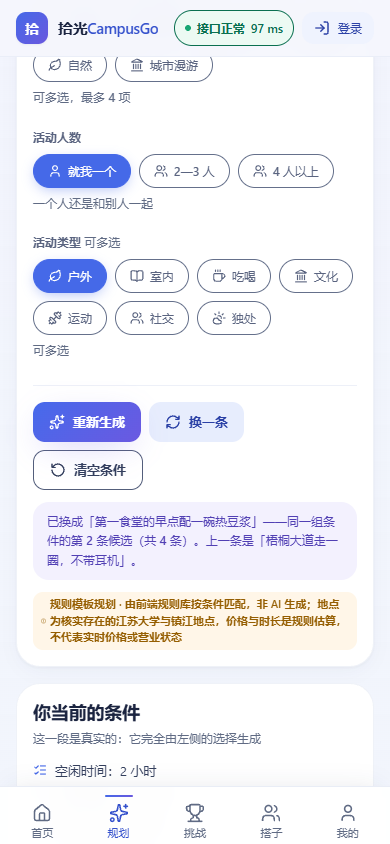 拾
拾光CampusGo
接口正常 97 ms
登录
自然
城市漫游
可多选，最多 4 项
活动人数
就我一个
2—3 人
4 人以上
一个人还是和别人一起
活动类型 可多选
户外
室内
吃喝
文化
运动
社交
独处
可多选
重新生成
换一条
清空条件
已换成「第一食堂的早点配一碗热豆浆」——同一组条
件的第 2 条候选（共 4 条）。上一条是「梧桐大道走一
圈，不带耳机」。
规则模板规划 · 由前端规则库按条件匹配，非 AI 生成；地点
为核实存在的江苏大学与镇江地点，价格与时长是规则估算，
不代表实时价格或营业状态
你当前的条件
这一段是真实的：它完全由左侧的选择生成
空闲时间：2 小时
首页
规划
挑战
搭子
我的